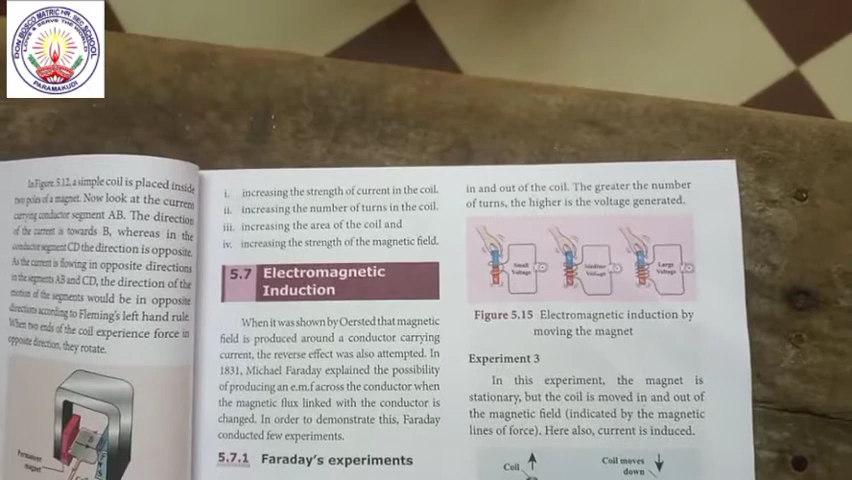 DON BOSCO MATRIC HR. SEC SCHOOL
LOVE & SERVE THE WORLD
PARAMAKUDI
In Figure 5.12, a simple coil is placed inside
two poles of a magnet. Now look at the current
carrying conductor segment AB. The direction
of the current is towards B, whereas in the
conductor segment CD the direction is opposite.
As the current is flowing in opposite directions
in the segments AB and CD, the direction of the
motion of the segments would be in opposite
directions according to Fleming's left hand rule.
When two ends of the coil experience force in
opposite direction, they rotate.
Permanent
magnet
i. increasing the strength of current in the coil.
ii. increasing the number of turns in the coil.
iii. increasing the area of the coil and
iv. increasing the strength of the magnetic field.
5.7 Electromagnetic
Induction
When it was shown by Oersted that magnetic
field is produced around a conductor carrying
current, the reverse effect was also attempted. In
1831, Michael Faraday explained the possibility
of producing an e.m.f across the conductor when
the magnetic flux linked with the conductor is
changed. In order to demonstrate this, Faraday
conducted few experiments.
5.7.1 Faraday's experiments
in and out of the coil. The greater the number
of turns, the higher is the voltage generated.
Small
Voltage
Medium
Voltage
Large
Voltage
Figure 5.15 Electromagnetic induction by
moving the magnet
Experiment 3
In this experiment, the magnet is
stationary, but the coil is moved in and out of
the magnetic field (indicated by the magnetic
lines of force). Here also, current is induced.
Coil
Coil moves
down